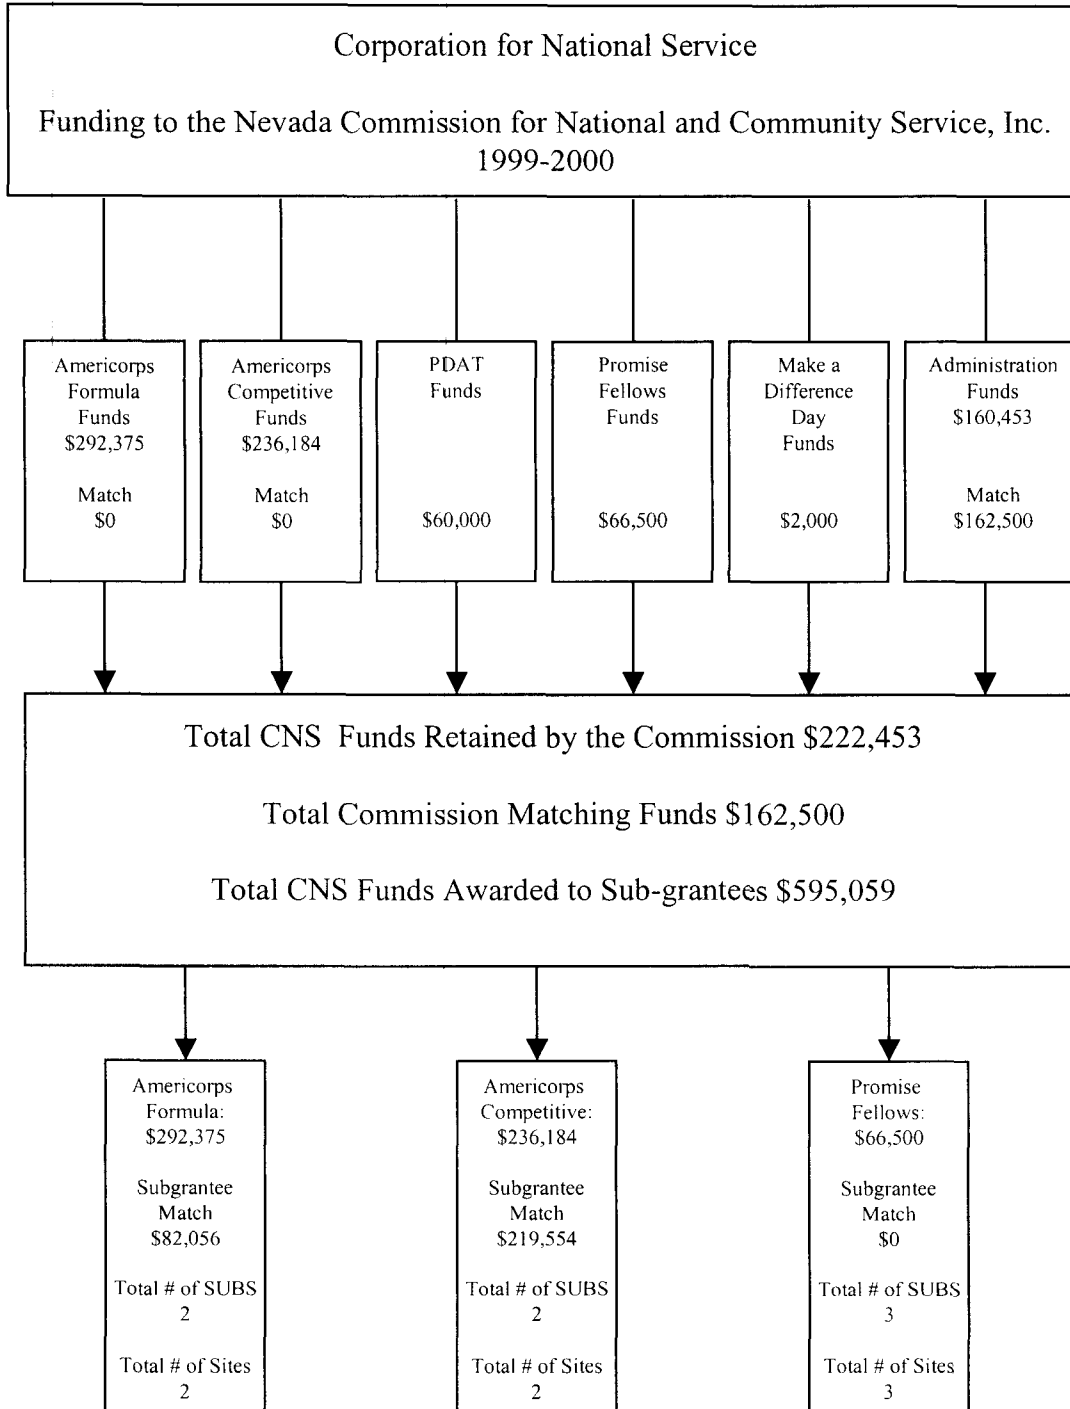 Corporation for National Service
Funding to the Nevada Commission for National and Community Service, Inc.
1999-2000
Americorps
Formula
Funds
$292,375
Match
$0
Americorps
Competitive
Funds
$236,184
Match
$0
PDAT
Funds
$60,000
Promise
Fellows
Funds
$66,500
Make a
Difference
Day
Funds
$2,000
Administration
Funds
$160,453
Match
$162,500
Total CNS Funds Retained by the Commission $222,453
Total Commission Matching Funds $162,500
Total CNS Funds Awarded to Sub-grantees $595,059
Americorps
Formula:
$292,375
Subgrantee
Match
$82,056
Total # of SUBS
2
Total # of Sites
2
Americorps
Competitive:
$236,184
Subgrantee
Match
$219,554
Total # of SUBS
2
Total # of Sites
2
Promise
Fellows:
$66,500
Subgrantee
Match
$0
Total # of SUBS
3
Total # of Sites
3